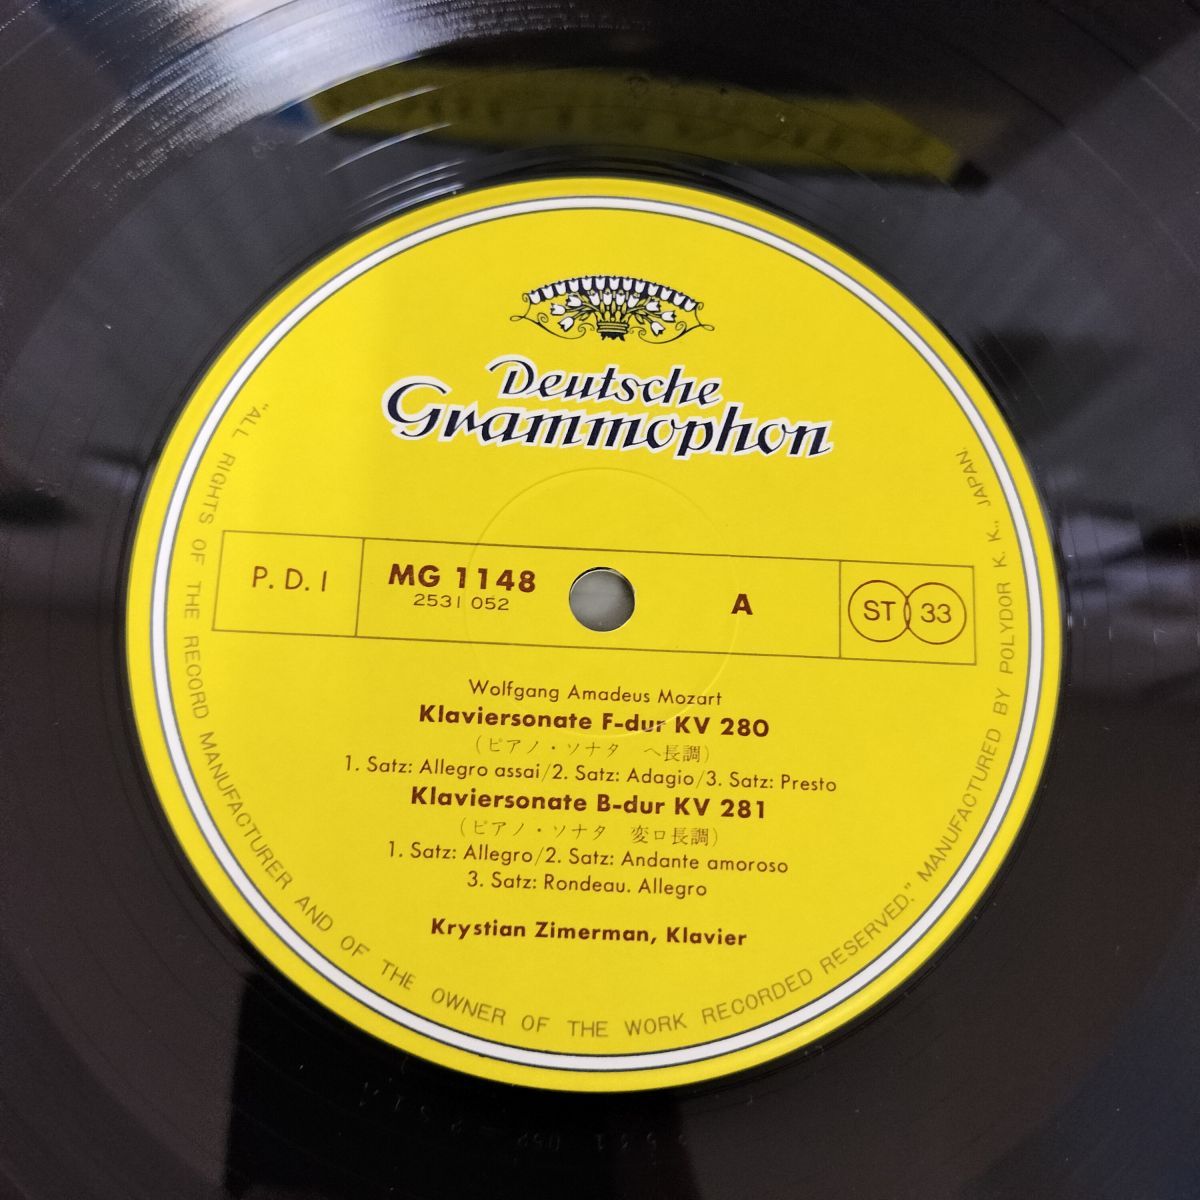 Deutsche
Grammophon
P. D. I
MG 1148
2531 052
A
ST 33
Wolfgang Amadeus Mozart
Klaviersonate F-dur KV 280
(ピアノ・ソナタ ヘ長調)
1. Satz: Allegro assai/2. Satz: Adagio/3. Satz: Presto
Klaviersonate B-dur KV 281
(ピアノ・ソナタ 変ロ長調)
1. Satz: Allegro/2. Satz: Andante amoroso
3. Satz: Rondeau. Allegro
Krystian Zimerman, Klavier
"ALL RIGHTS OF THE RECORD MANUFACTURER AND OF THE OWNER OF THE WORK RECORDED RESERVED." MANUFACTURED BY POLYDOR K. K., JAPAN.